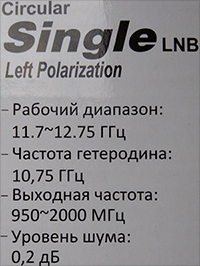 Circular
Single LNB
Left Polarization
– Рабочий диапазон:
11.7~12.75 ГГц
– Частота гетеродина:
10,75 ГГц
– Выходная частота:
950~2000 МГц
– Уровень шума:
0,2 дБ